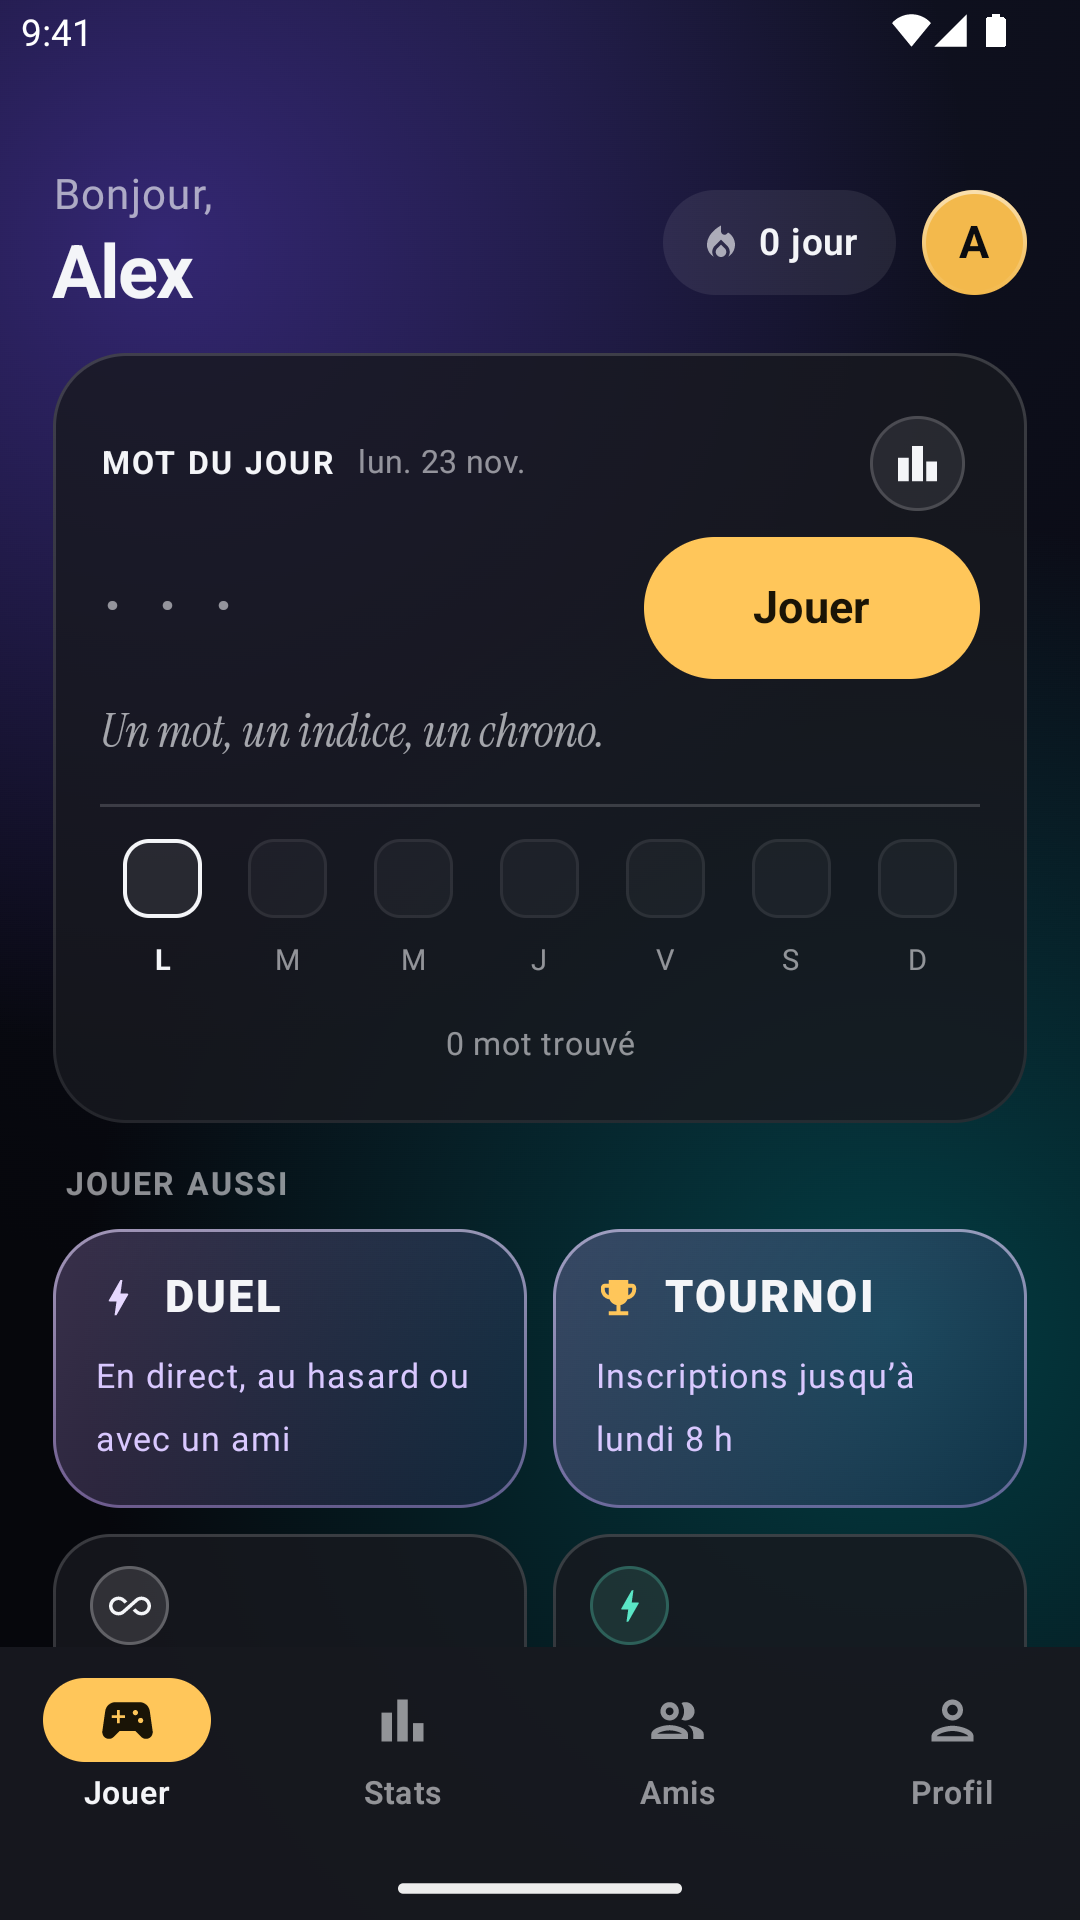 9:41
Bonjour,
Alex
0 jour
A
MOT DU JOUR lun. 23 nov.
Jouer
Un mot, un indice, un chrono.
L M M J V S D
0 mot trouvé
JOUER AUSSI
DUEL
En direct, au hasard ou
avec un ami
TOURNOI
Inscriptions jusqu’à
lundi 8 h
Jouer Stats Amis Profil